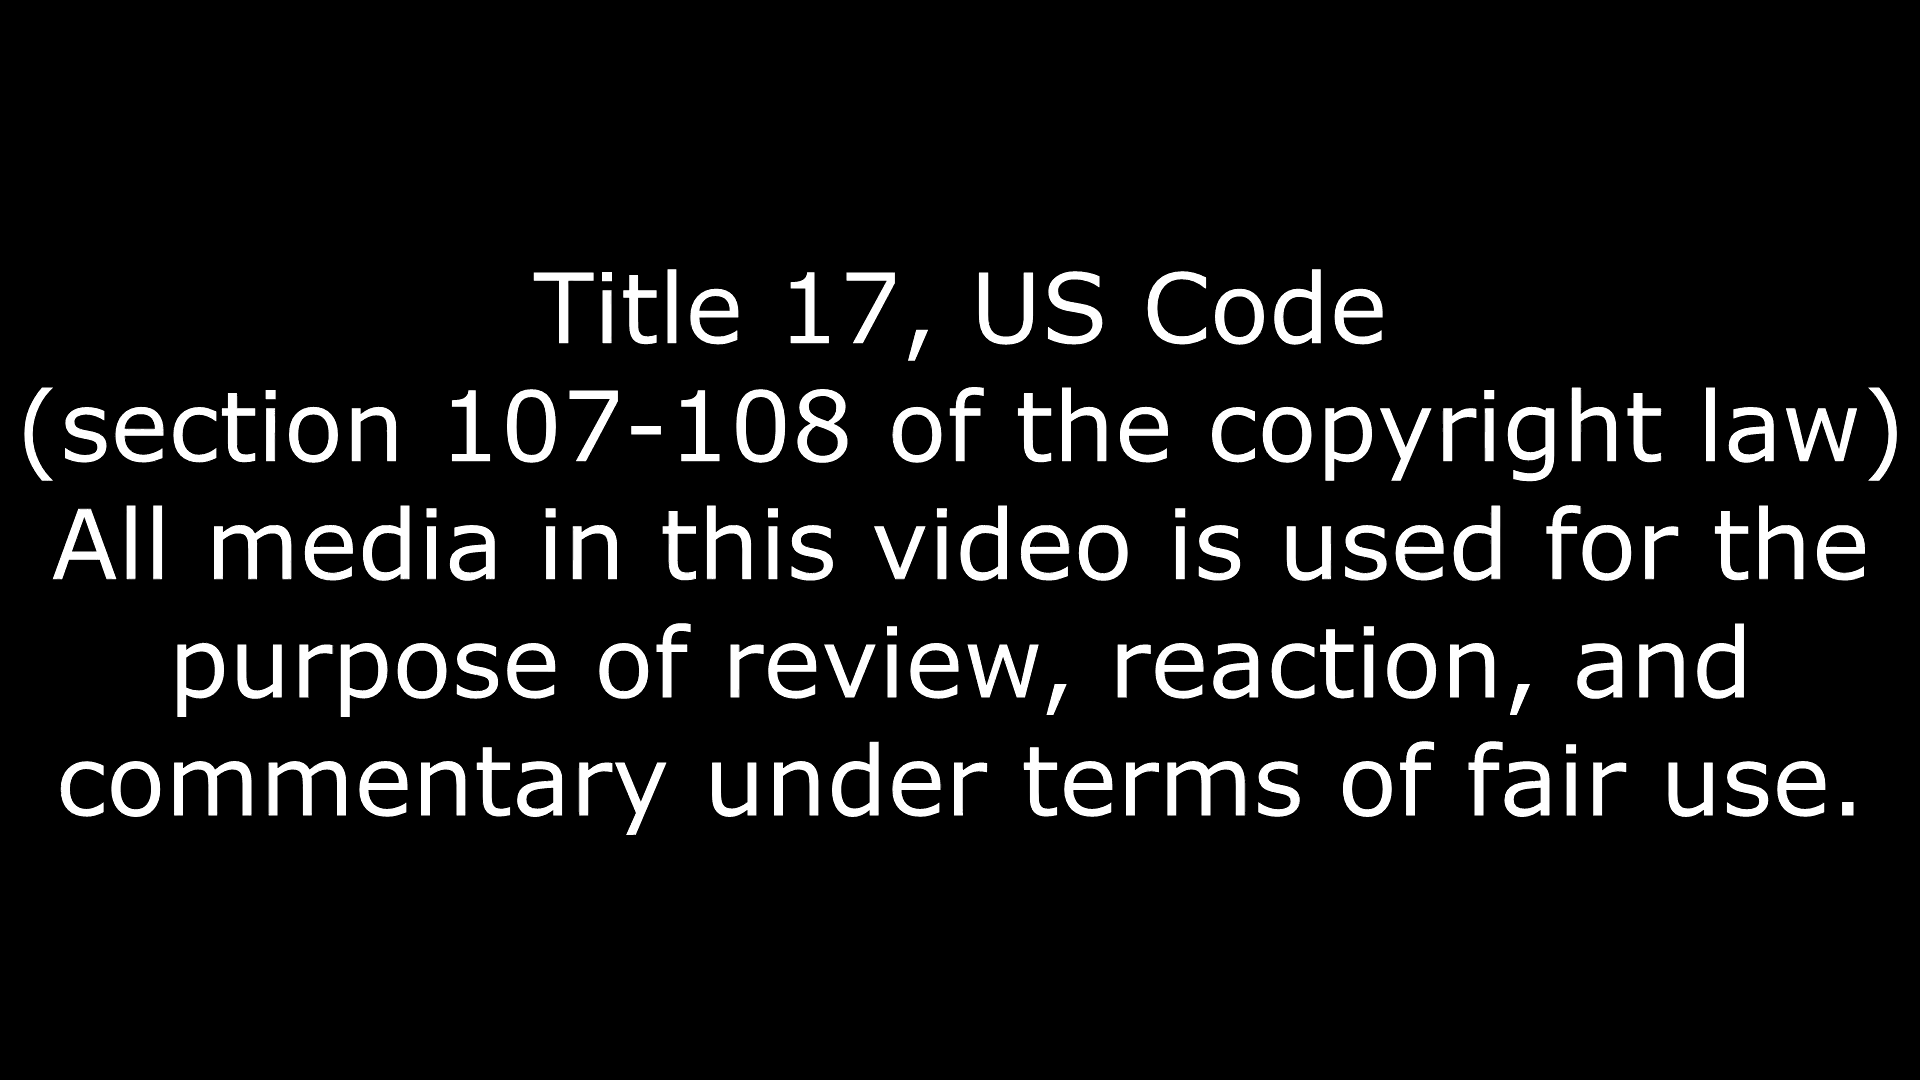 Title 17, US Code
(section 107-108 of the copyright law)
All media in this video is used for the
purpose of review, reaction, and
commentary under terms of fair use.